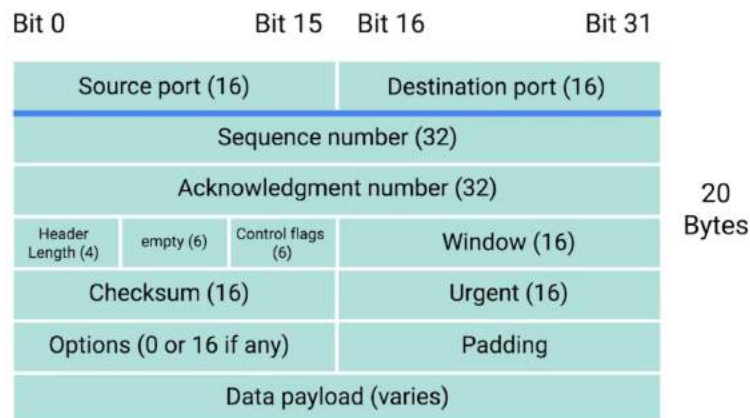 Bit 0 Bit 15 Bit 16 Bit 31
Source port (16) Destination port (16)
Sequence number (32)
Acknowledgment number (32)
Header Length (4) empty (6) Control flags (6) Window (16)
Checksum (16) Urgent (16)
Options (0 or 16 if any) Padding
Data payload (varies)
20
Bytes